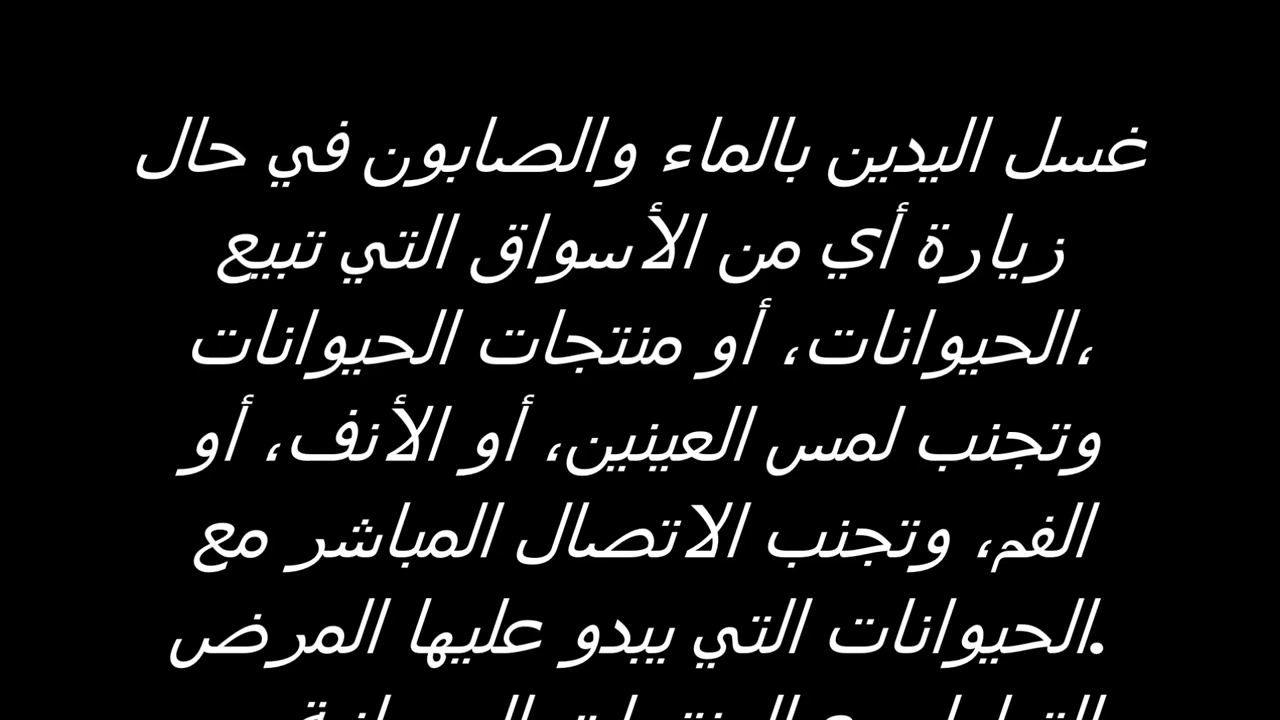 غسل اليدين بالماء والصابون في حال
زيارة أي من الأسواق التي تبيع
الحيوانات، أو منتجات الحيوانات،
وتجنب لمس العينين، أو الأنف، أو
الفم، وتجنب الاتصال المباشر مع
الحيوانات التي يبدو عليها المرض.